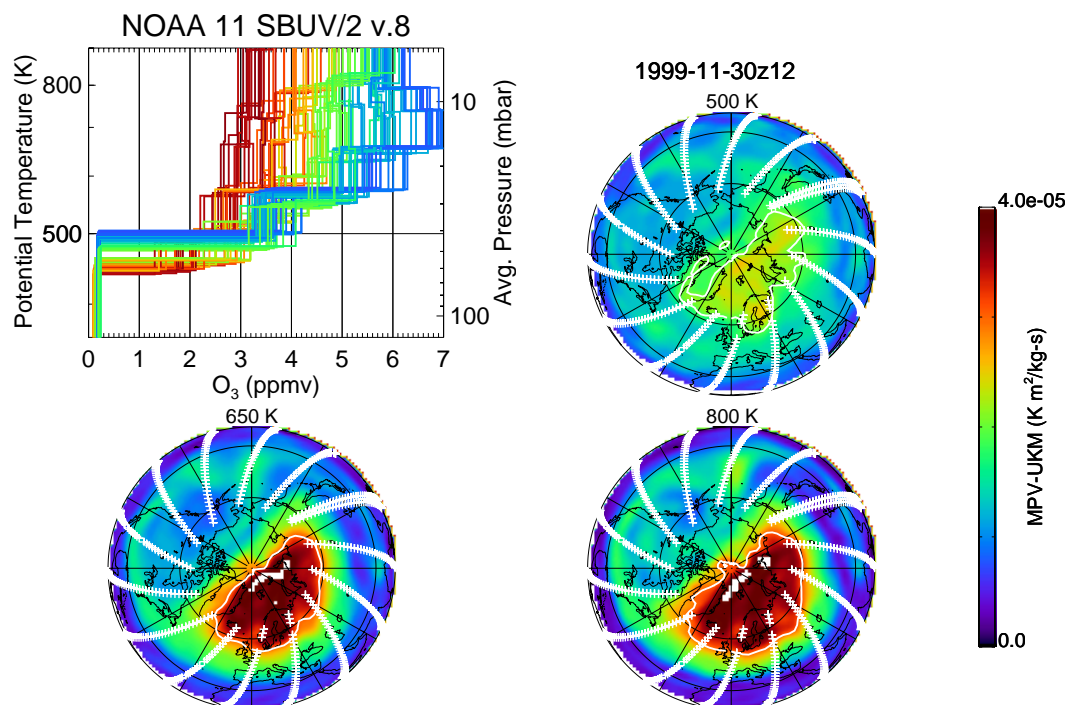 NOAA 11 SBUV/2 v.8
Potential Temperature (K)
800
500
10
100
Avg. Pressure (mbar)
0 1 2 3 4 5 6 7
O₃ (ppmv)
1999-11-30z12
500 K
650 K
800 K
4.0e-05
MPV-UKM (K m²/kg-s)
0.0